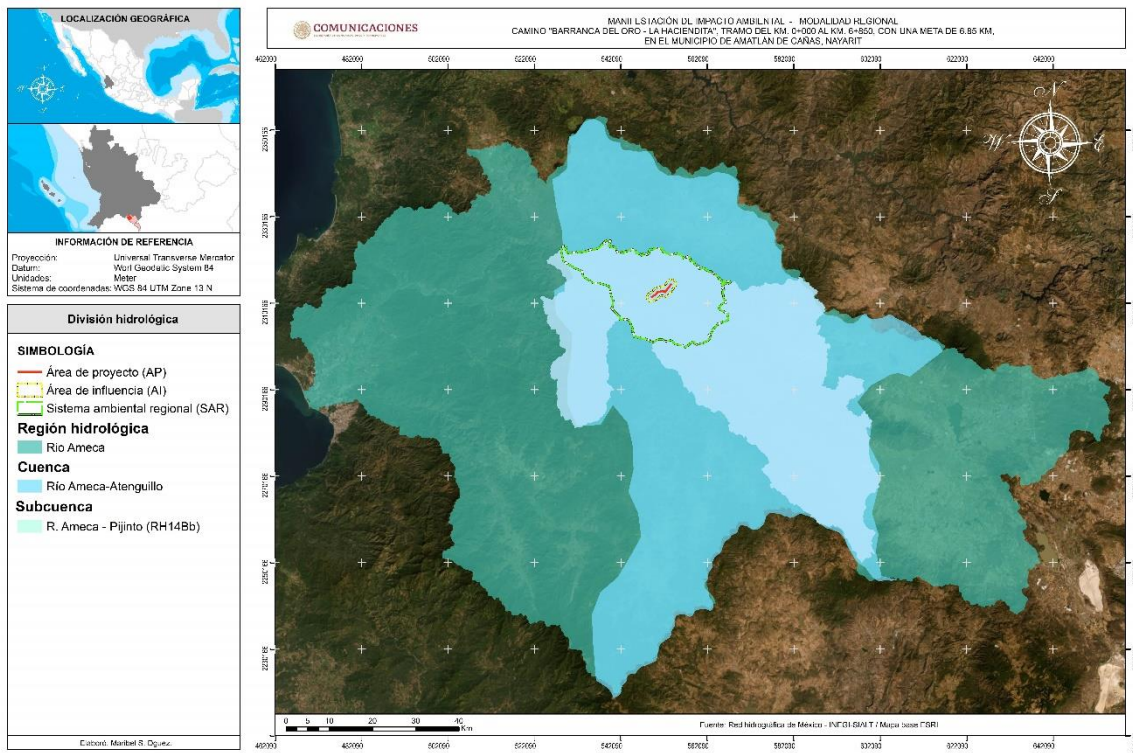 LOCALIZACIÓN GEOGRÁFICA
INFORMACIÓN DE REFERENCIA
Proyección: Universal Transverse Mercator
Datum: Worl Geodatic System 84
Unidades: Meter
Sistema de coordenadas: WGS 84 UTM Zone 13 N
División hidrológica
SIMBOLOGÍA
Área de proyecto (AP)
Área de influencia (AI)
Sistema ambiental regional (SAR)
Región hidrológica
Rio Ameca
Cuenca
Río Ameca-Atenguillo
Subcuenca
R. Ameca - Pijinto (RH14Bb)
Elaboró: Maribel S. Dguez.
COMUNICACIONES
MANIFESTACIÓN DE IMPACTO AMBIENTAL - MODALIDAD REGIONAL
CAMINO "BARRANCA DEL ORO - LA HACIENDITA", TRAMO DEL KM. 0+000 AL KM. 6+850, CON UNA META DE 6.85 KM,
EN EL MUNICIPIO DE AMATLÁN DE CAÑAS, NAYARIT
N
E
S
0 5 10 20 30 40
Km
Fuente: Red hidrográfica de México - INEGI-SIALT / Mapa base ESRI